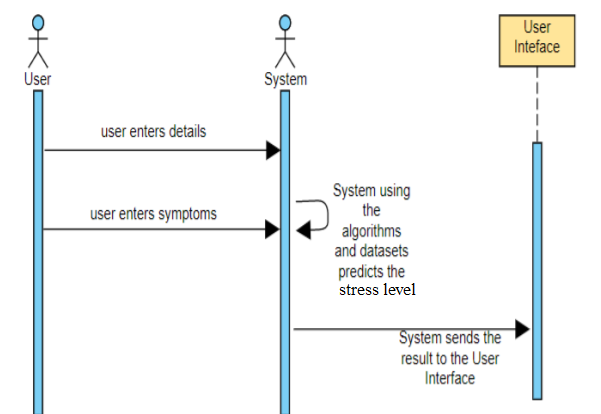 User
System
User
Inteface
user enters details
user enters symptoms
System using
the
algorithms
and datasets
predicts the
stress level
System sends the
result to the User
Interface